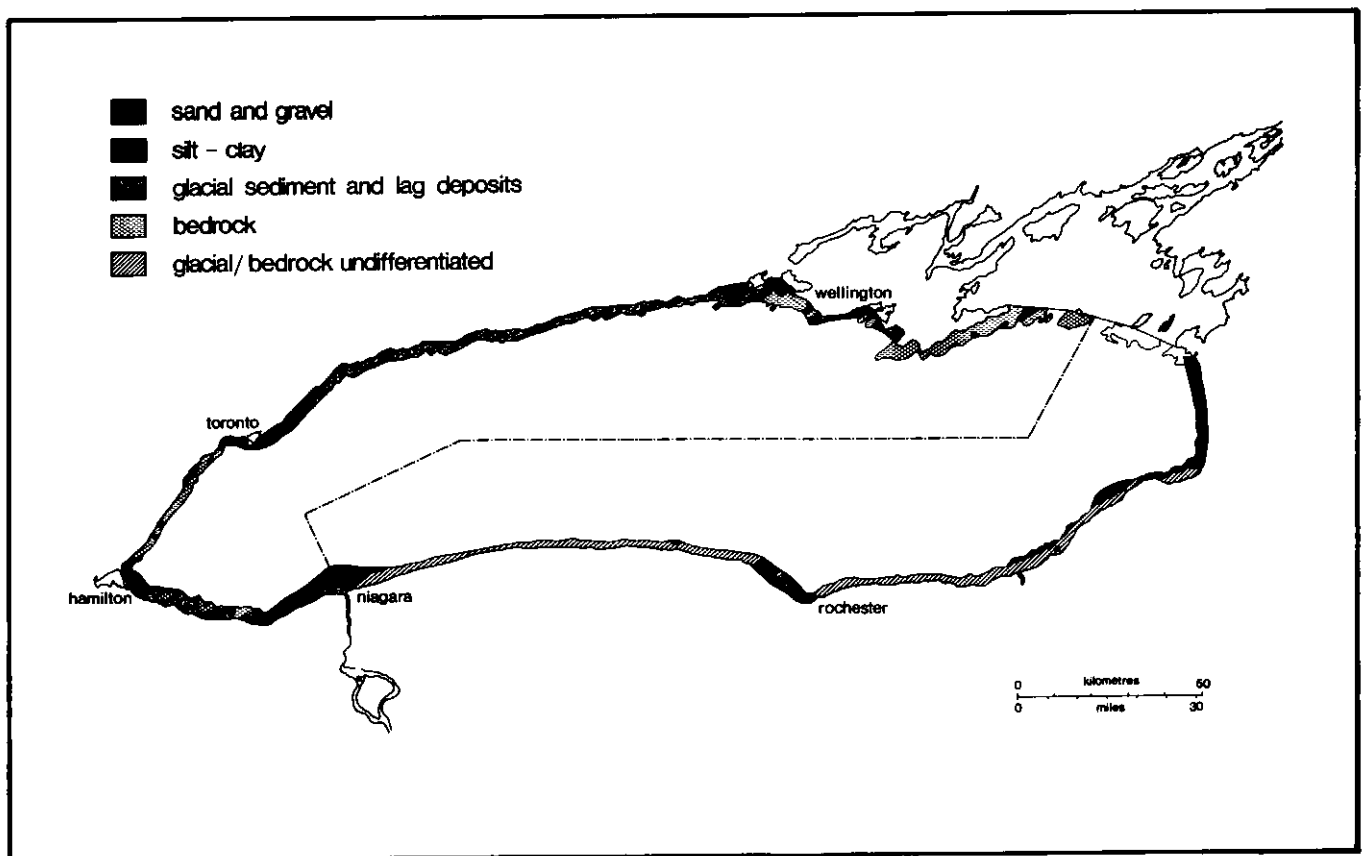 sand and gravel
silt - clay
glacial sediment and lag deposits
bedrock
glacial/bedrock undifferentiated
wellington
toronto
hamilton
niagara
rochester
0 kilometres 50
0 miles 30